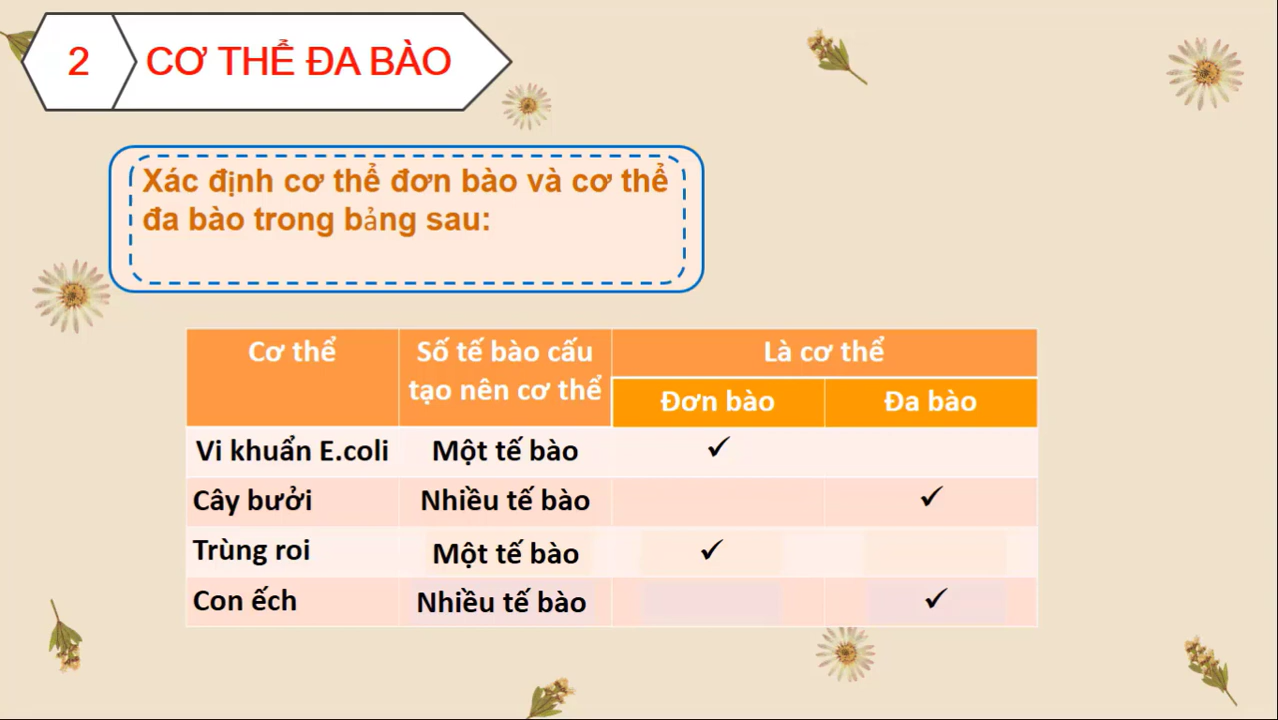 2 CƠ THỂ ĐA BÀO
Xác định cơ thể đơn bào và cơ thể
đa bào trong bảng sau:
Cơ thể Số tế bào cấu tạo nên cơ thể Là cơ thể
Đơn bào Đa bào
Vi khuẩn E.coli Một tế bào ✓
Cây bưởi Nhiều tế bào ✓
Trùng roi Một tế bào ✓
Con ếch Nhiều tế bào ✓